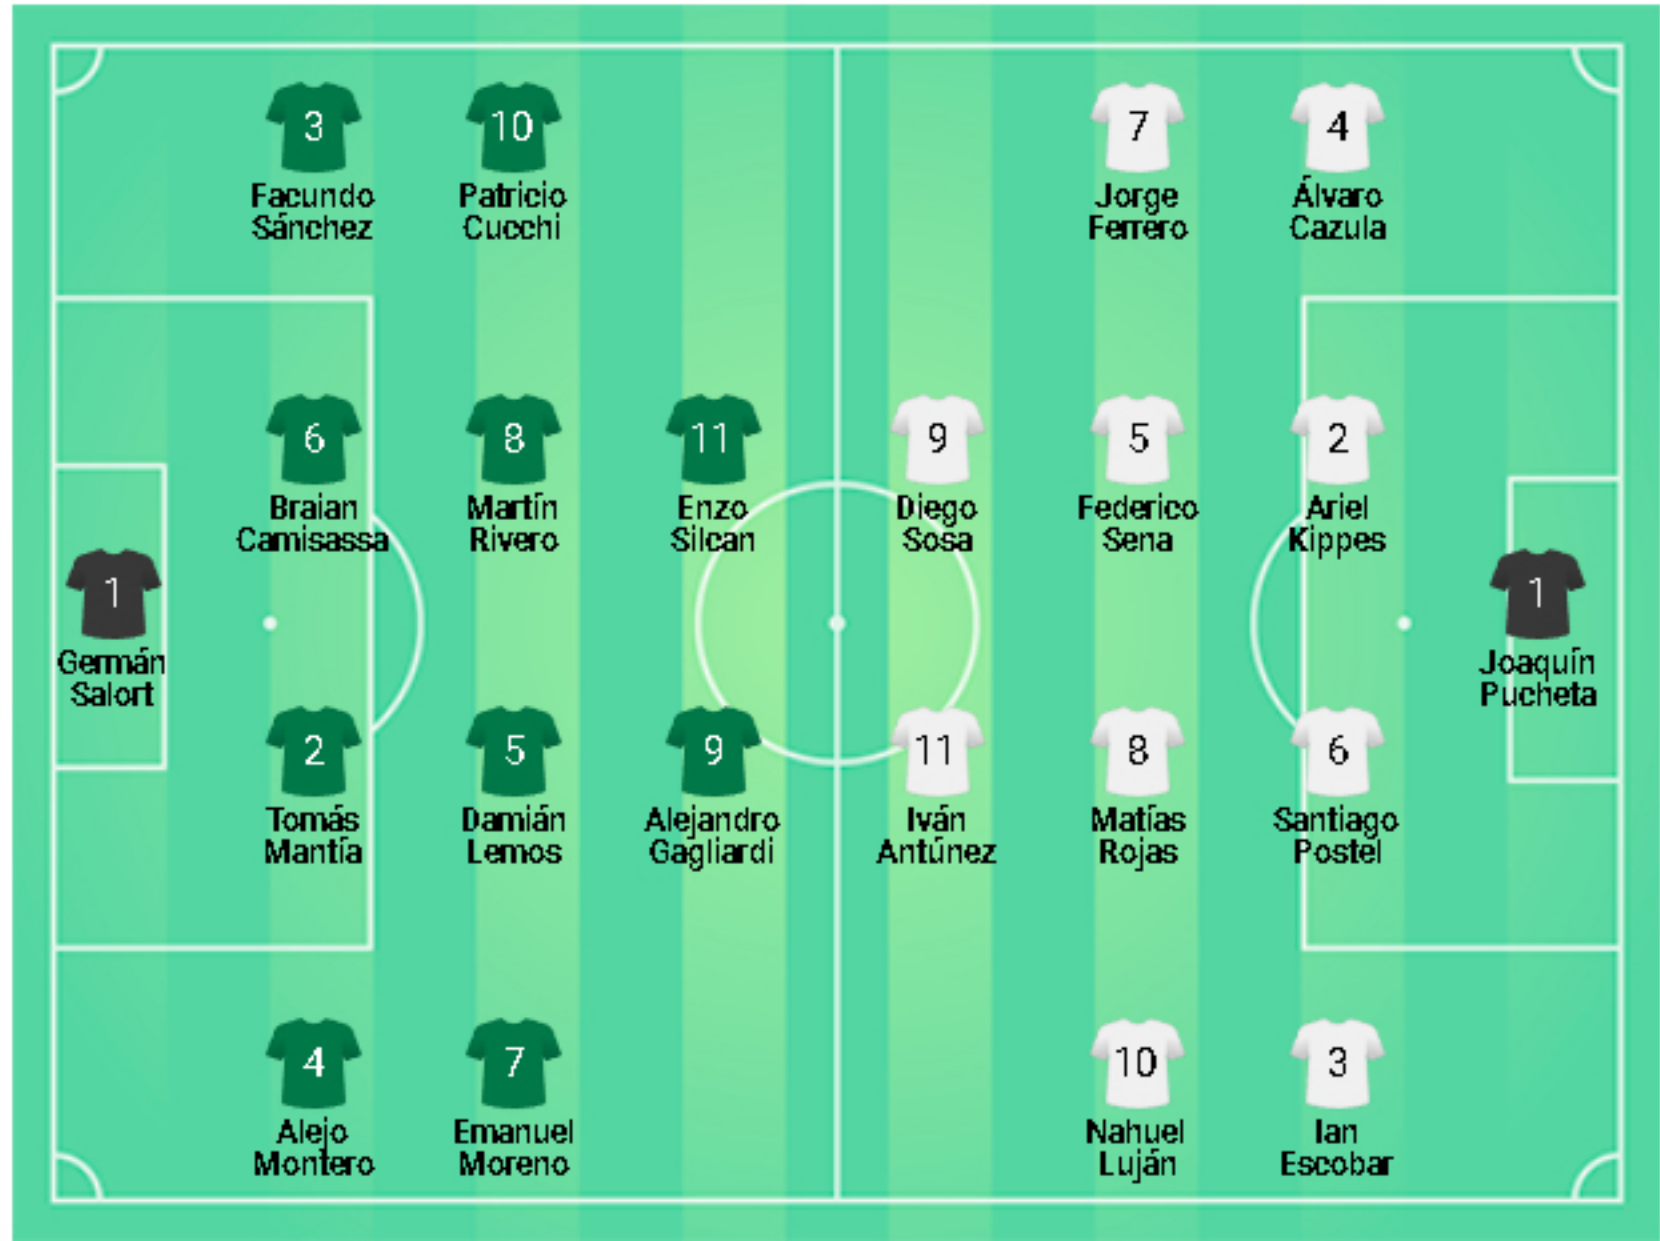 3
Facundo
Sánchez
10
Patricio
Cucchi
7
Jorge
Ferrero
4
Álvaro
Cazula
6
Braian
Camisassa
8
Martín
Rivero
11
Enzo
Silcan
9
Diego
Sosa
5
Federico
Sena
2
Ariel
Kippes
1
Germán
Salort
1
Joaquín
Pucheta
2
Tomás
Mantía
5
Damián
Lemos
9
Alejandro
Gagliardi
11
Iván
Antúnez
8
Matías
Rojas
6
Santiago
Postel
4
Alejo
Montero
7
Emanuel
Moreno
10
Nahuel
Luján
3
Ian
Escobar